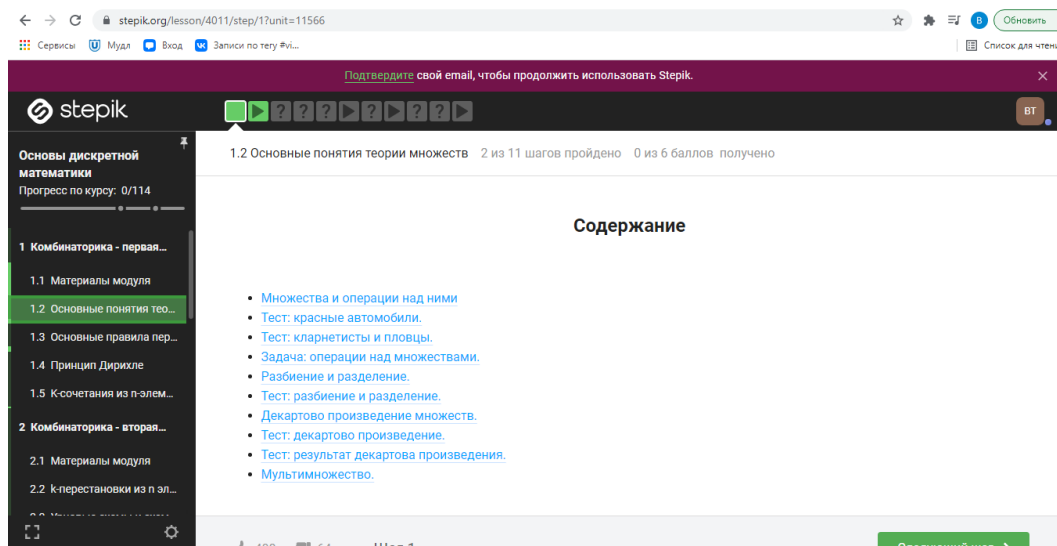 stepik.org/lesson/4011/step/1?unit=11566
В
Обновить
Сервисы
Мудл
Вход
Записи по тегу #vi...
Список для чтени
Подтвердите свой email, чтобы продолжить использовать Stepik.
stepik
ВТ
Основы дискретной
математики
Прогресс по курсу: 0/114
1.2 Основные понятия теории множеств 2 из 11 шагов пройдено 0 из 6 баллов получено
1 Комбинаторика - первая...
1.1 Материалы модуля
1.2 Основные понятия тео...
1.3 Основные правила пер...
1.4 Принцип Дирихле
1.5 К-сочетания из n-элем...
2 Комбинаторика - вторая...
2.1 Материалы модуля
2.2 k-перестановки из n эл...
Содержание
Множества и операции над ними
Тест: красные автомобили.
Тест: кларнетисты и пловцы.
Задача: операции над множествами.
Разбиение и разделение.
Тест: разбиение и разделение.
Декартово произведение множеств.
Тест: декартово произведение.
Тест: результат декартова произведения.
Мультимножество.
Шаг 1
Следующий шаг